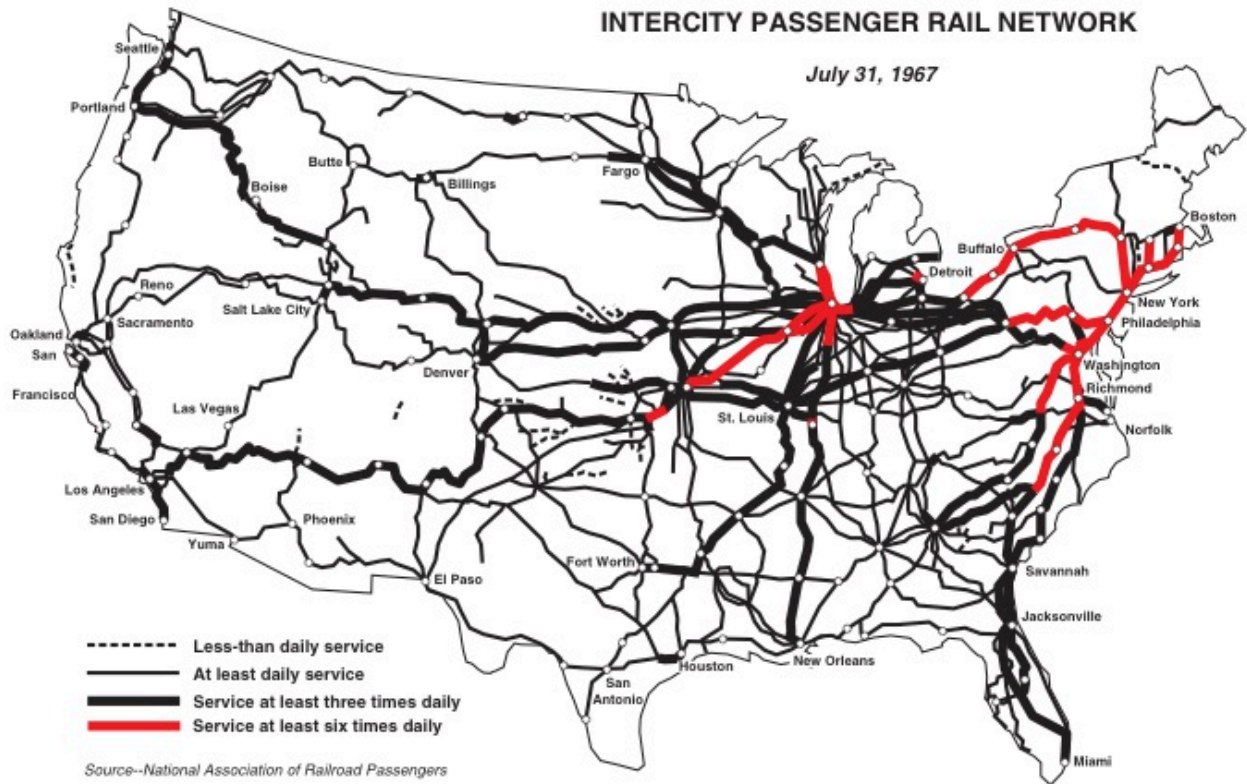 INTERCITY PASSENGER RAIL NETWORK
July 31, 1967
Seattle
Portland
Butte
Billings
Fargo
Boise
Boston
Buffalo
Detroit
Reno
Salt Lake City
New York
Oakland
Sacramento
Philadelphia
San
Francisco
Denver
Washington
Richmond
Las Vegas
St. Louis
Norfolk
Los Angeles
San Diego
Phoenix
Yuma
Fort Worth
El Paso
Savannah
Jacksonville
Houston
New Orleans
San
Antonio
Miami
Less-than daily service
At least daily service
Service at least three times daily
Service at least six times daily
Source--National Association of Railroad Passengers